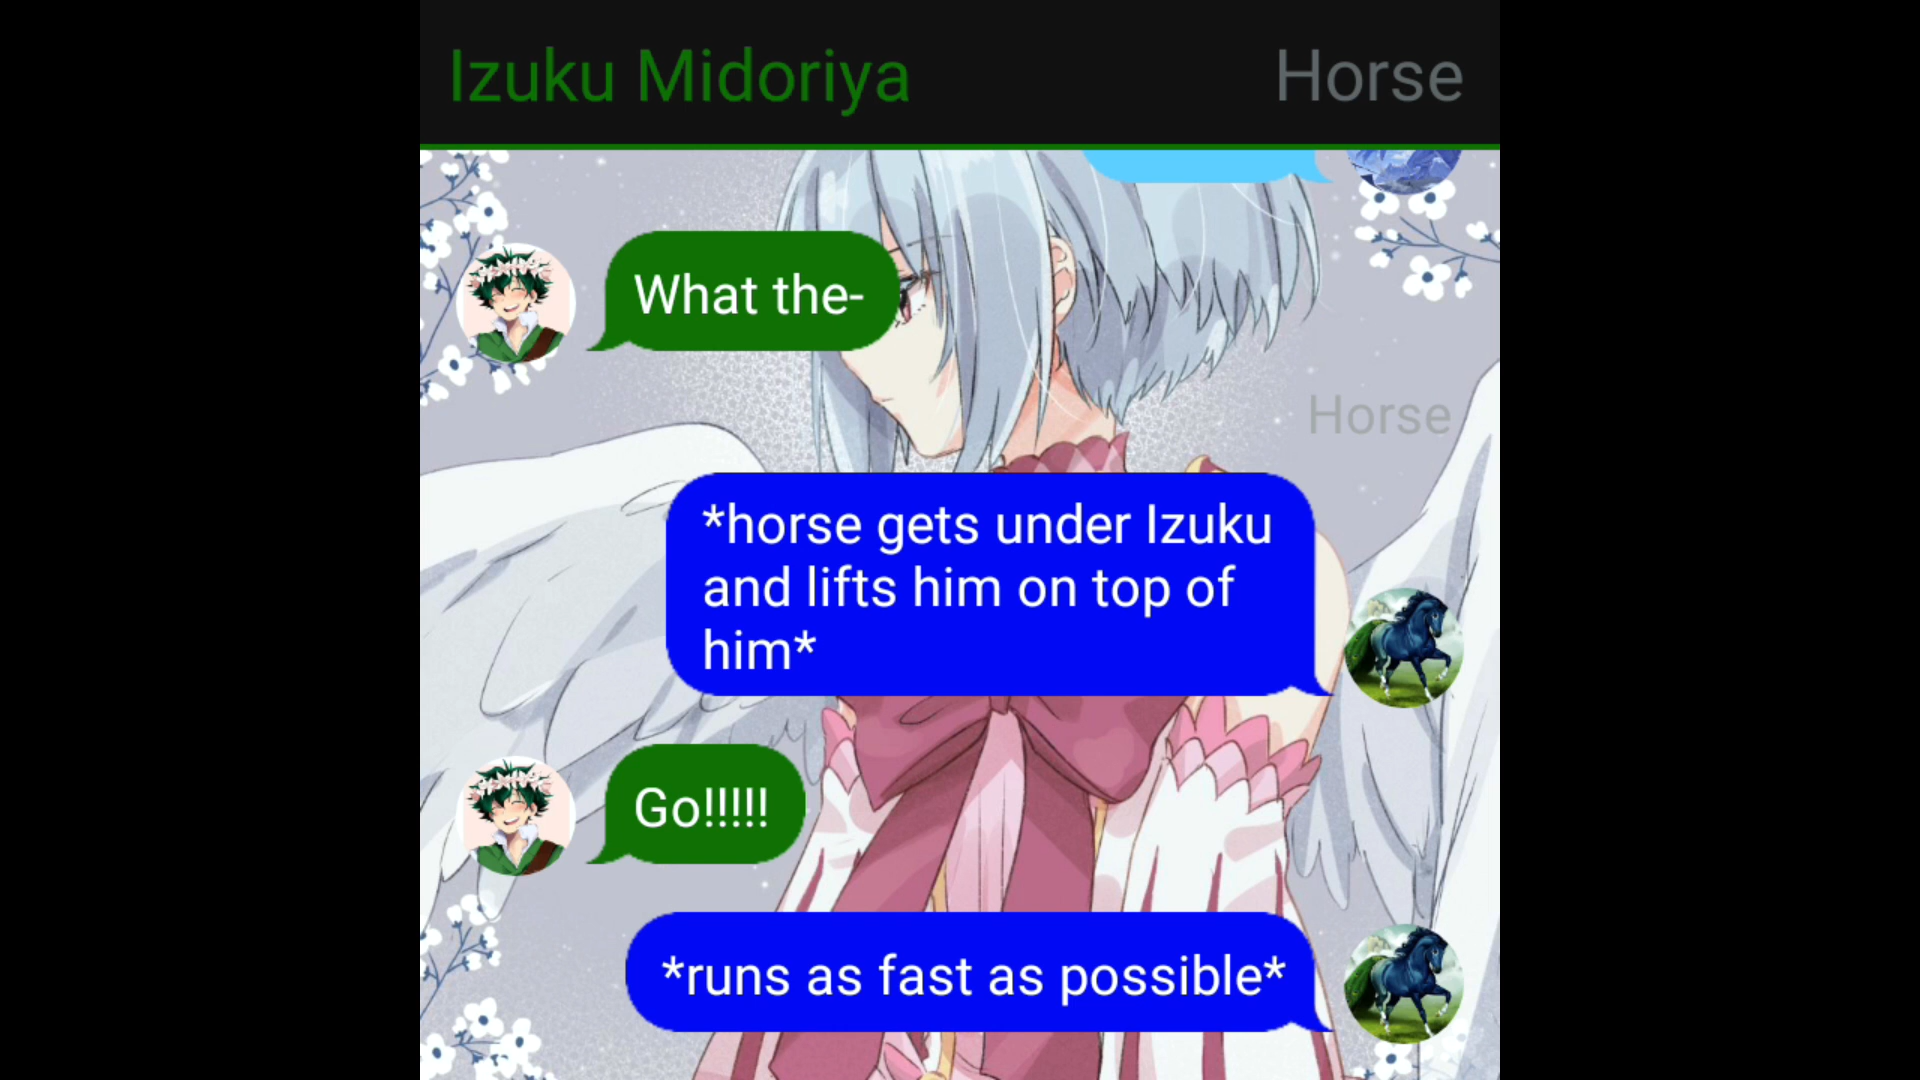 Izuku Midoriya
Horse
What the-
Horse
*horse gets under Izuku
and lifts him on top of
him*
Go!!!!!
*runs as fast as possible*